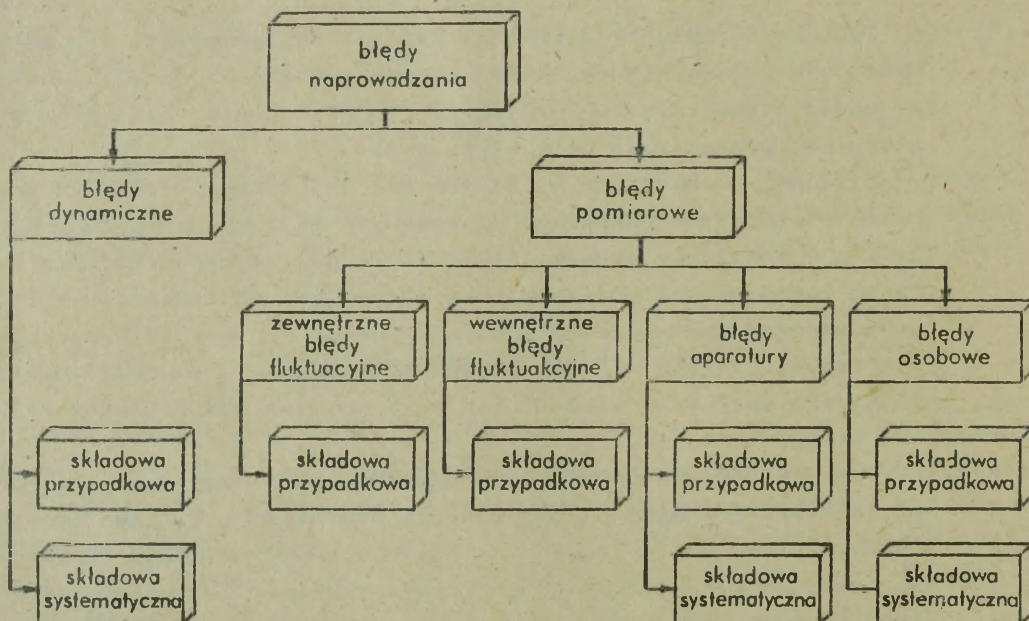 błędy
naprowadzania
błędy
dynamiczne
błędy
pomiarowe
zewnętrzne
błędy
fluktuacyjne
wewnętrzne
błędy
fluktuakcyjne
błędy
aparatury
błędy
osobowe
składowa
przypadkowa
składowa
przypadkowa
składowa
przypadkowa
składowa
przypadkowa
składowa
przypadkowa
składowa
systematyczna
składowa
systematyczna
składowa
systematyczna